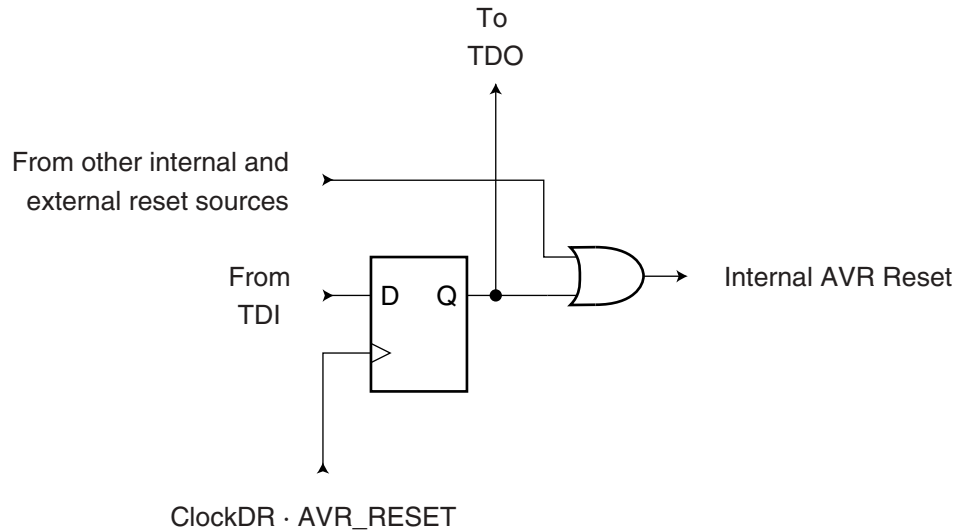 To
TDO
From other internal and
external reset sources
From
TDI
D
Q
Internal AVR Reset
ClockDR · AVR_RESET